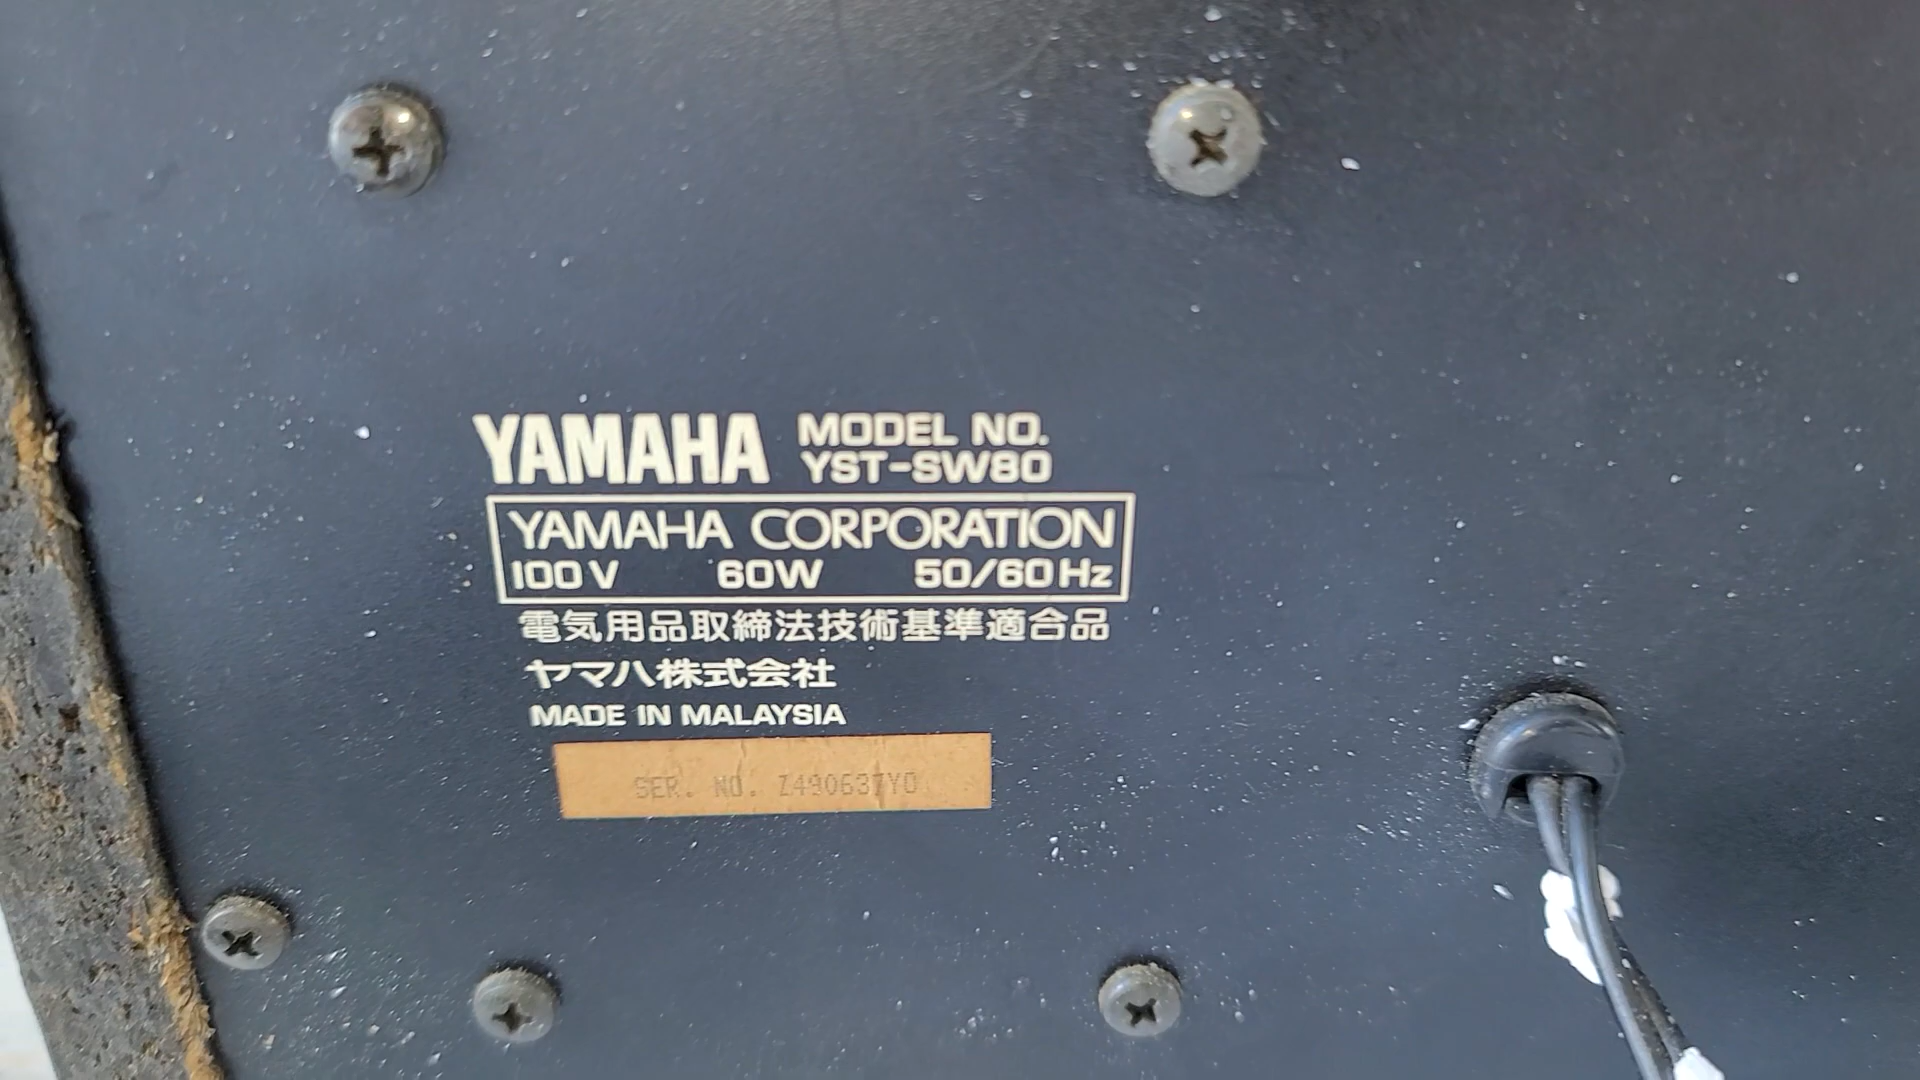 YAMAHA MODEL NO.
YST-SW80
YAMAHA CORPORATION
100V 60W 50/60Hz
電気用品取締法技術基準適合品
ヤマハ株式会社
MADE IN MALAYSIA
SER. NO. Z490637YO